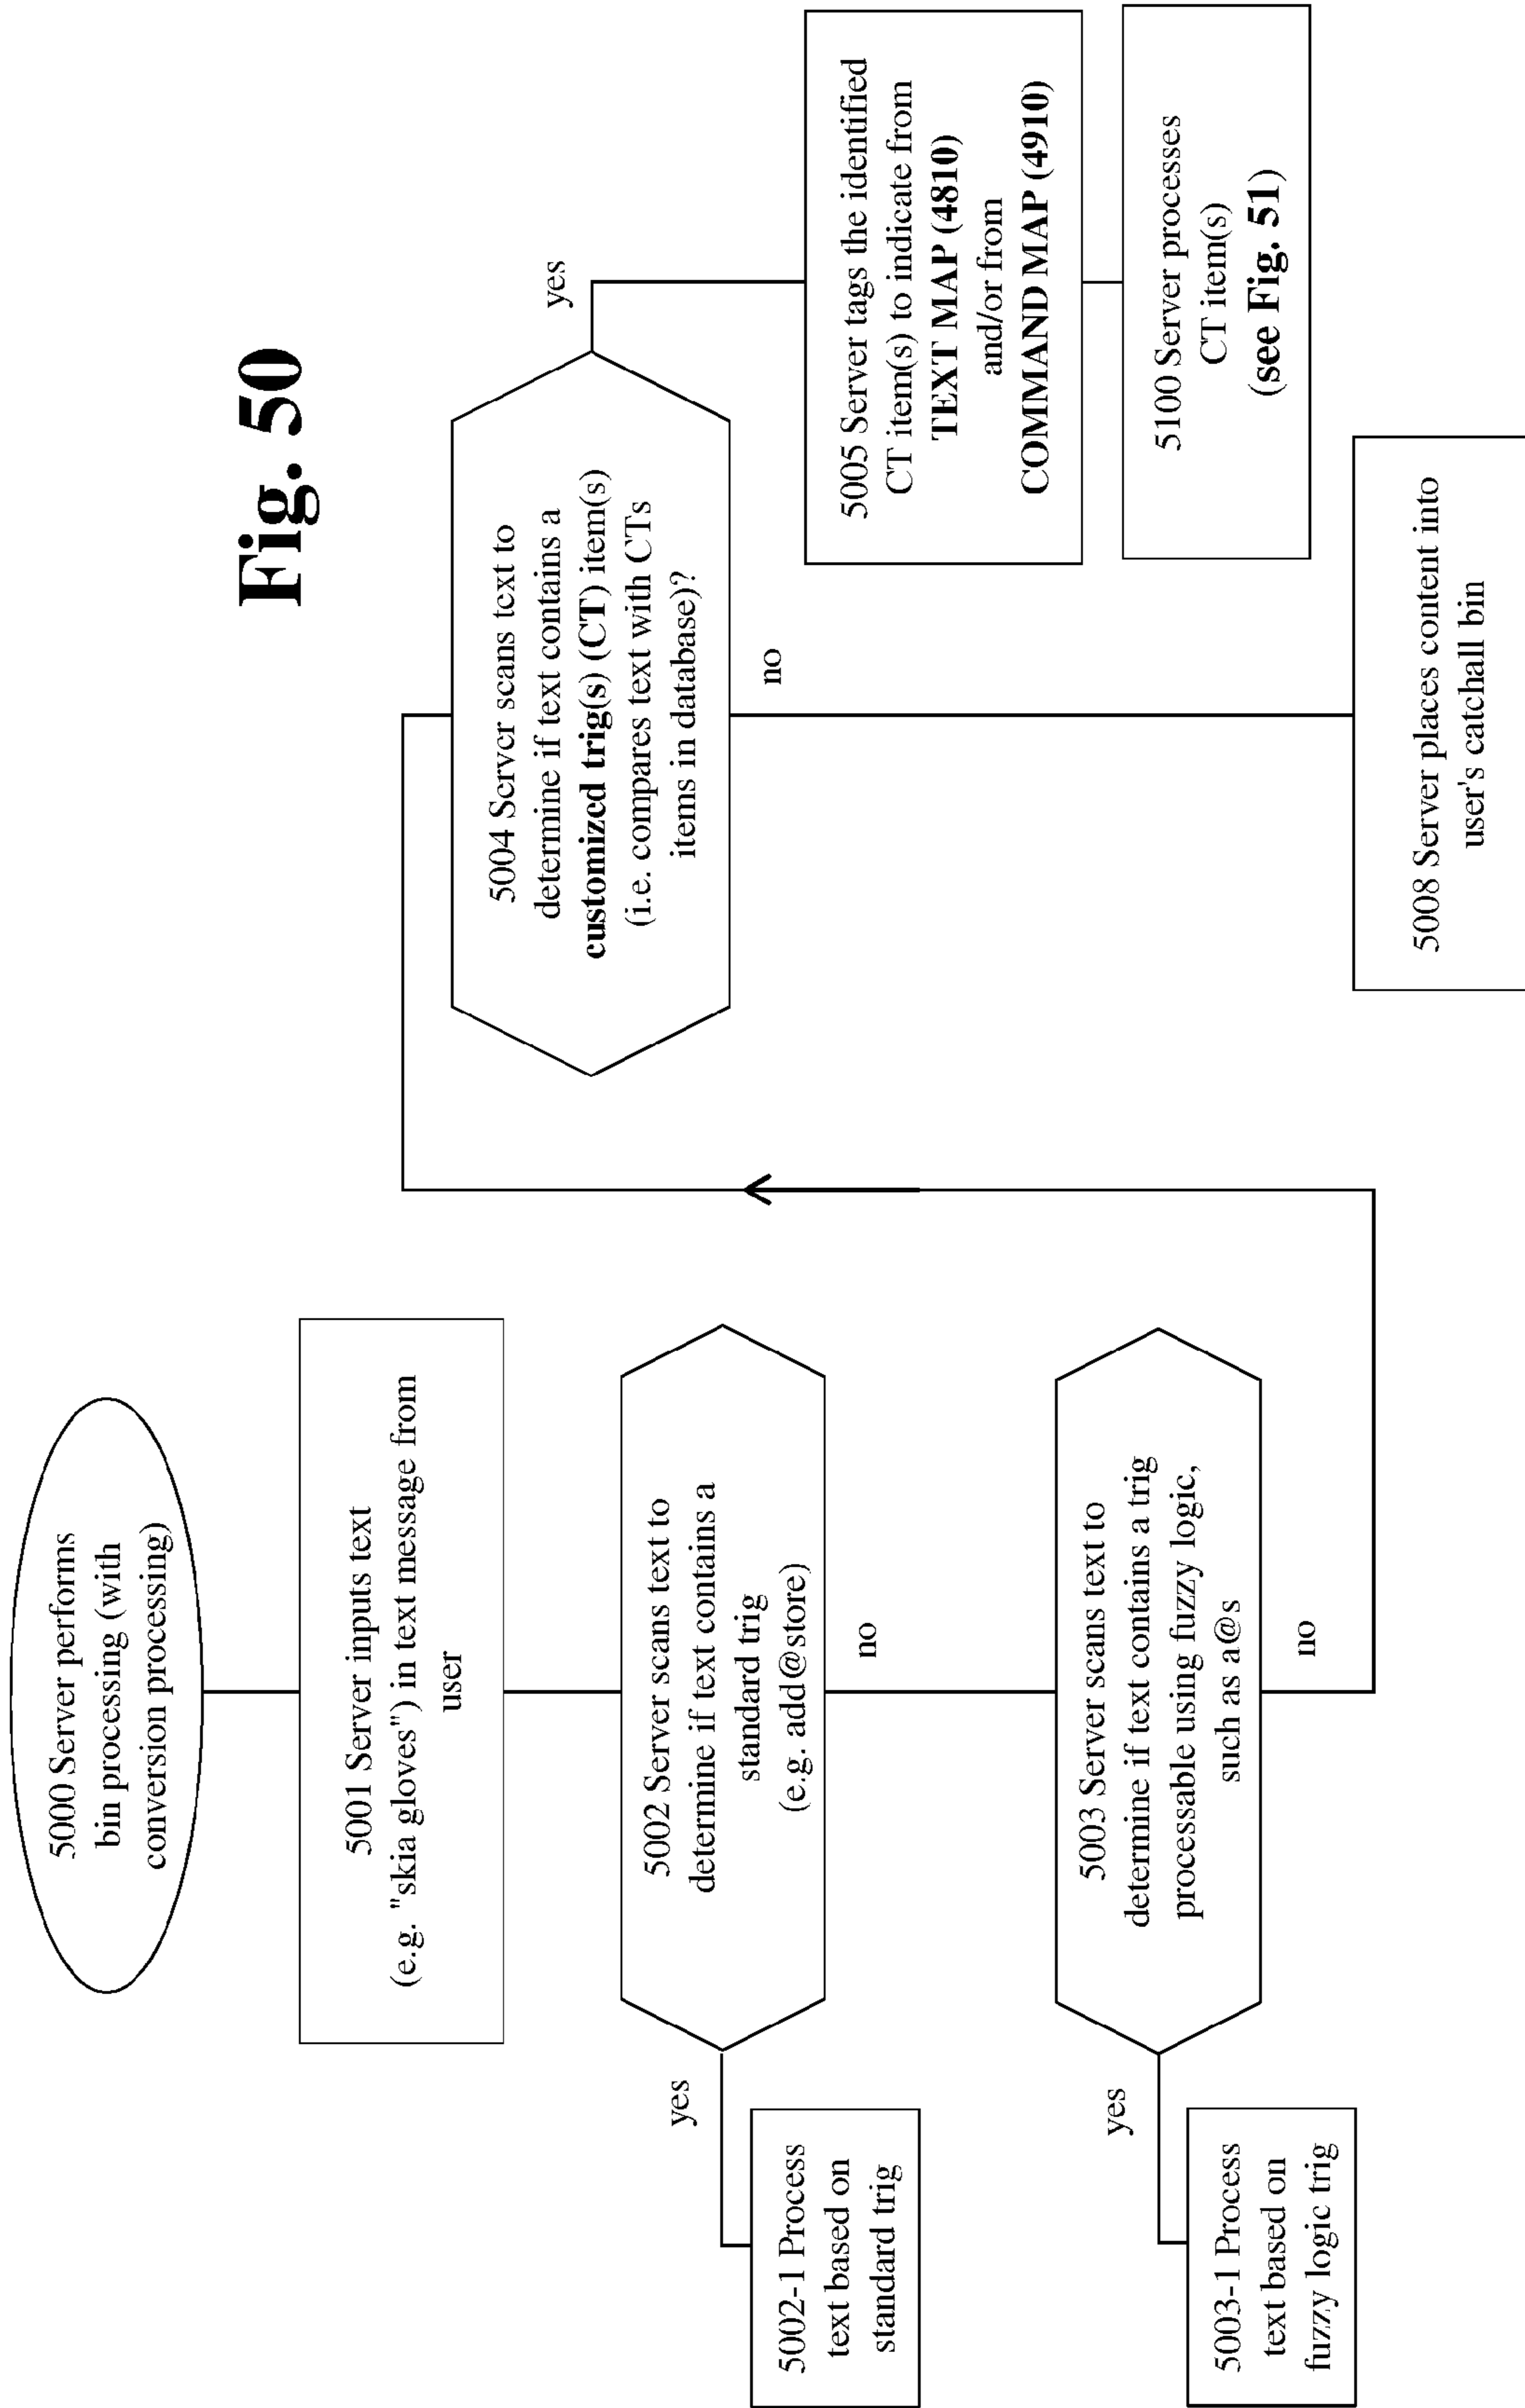 Fig. 50
5000 Server performs
bin processing (with
conversion processing)
5001 Server inputs text
(e.g. "skia gloves") in text message from
user
5002 Server scans text to
determine if text contains a
standard trig
(e.g. add@store)
yes
no
5002-1 Process
text based on
standard trig
5003 Server scans text to
determine if text contains a trig
processable using fuzzy logic,
such as a@s
yes
no
5003-1 Process
text based on
fuzzy logic trig
5004 Server scans text to
determine if text contains a
customized trig(s) (CT) item(s)
(i.e. compares text with CTs
items in database)?
yes
no
5005 Server tags the identified
CT item(s) to indicate from
TEXT MAP (4810)
and/or from
COMMAND MAP (4910)
5100 Server processes
CT item(s)
(see Fig. 51)
5008 Server places content into
user's catchall bin